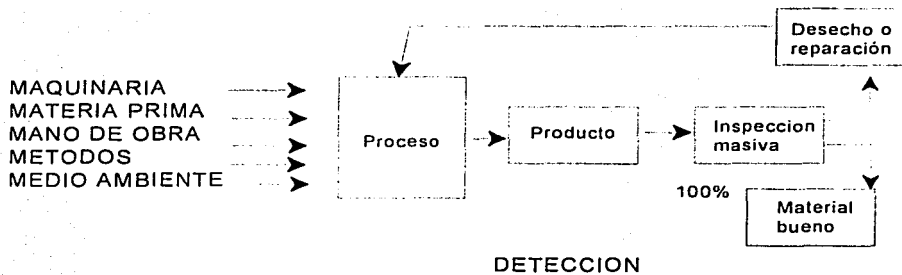 Desecho o
reparación
MAQUINARIA
MATERIA PRIMA
MANO DE OBRA
METODOS
MEDIO AMBIENTE
Proceso
Producto
Inspeccion
masiva
100%
Material
bueno
DETECCION